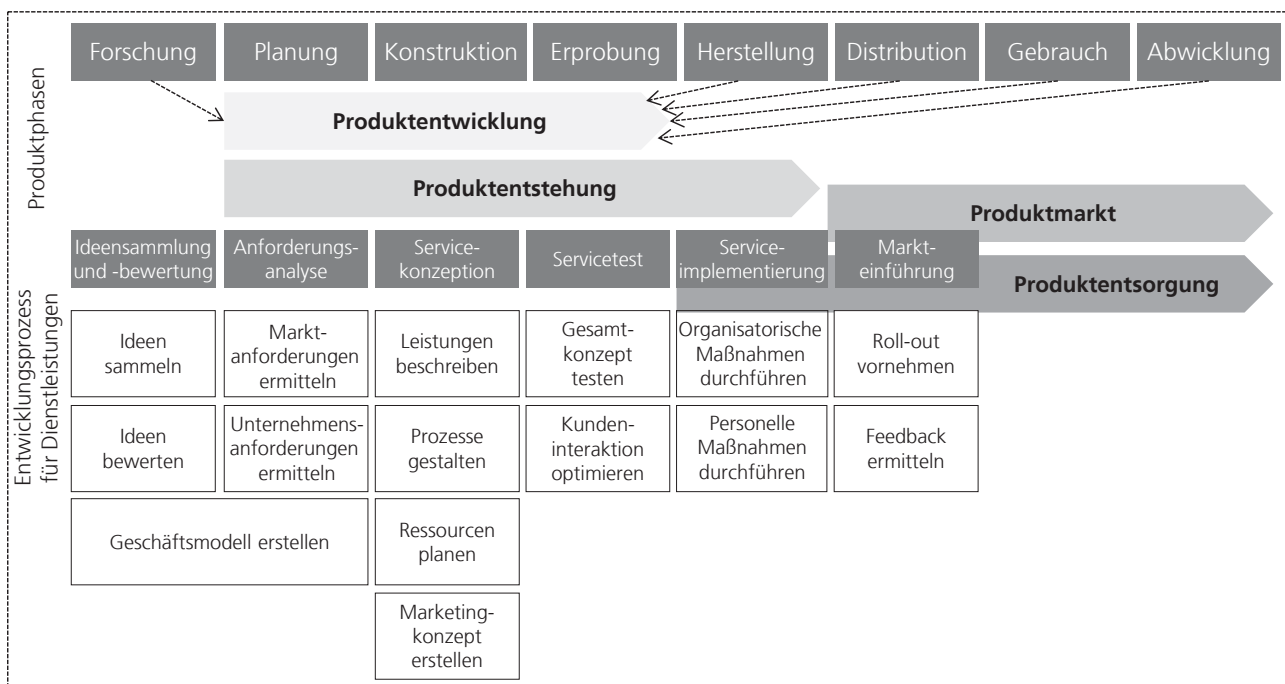 Forschung
Planung
Konstruktion
Erprobung
Herstellung
Distribution
Gebrauch
Abwicklung
Produktphasen
Produktentwicklung
Produktentstehung
Produktmarkt
Produktentsorgung
Entwicklungsprozess
für Dienstleistungen
Ideensammlung
und -bewertung
Anforderungs-
analyse
Service-
konzeption
Servicetest
Service-
implementierung
Markt-
einführung
Ideen
sammeln
Markt-
anforderungen
ermitteln
Leistungen
beschreiben
Gesamt-
konzept
testen
Organisatorische
Maßnahmen
durchführen
Roll-out
vornehmen
Ideen
bewerten
Unternehmens-
anforderungen
ermitteln
Prozesse
gestalten
Kunden-
interaktion
optimieren
Personelle
Maßnahmen
durchführen
Feedback
ermitteln
Geschäftsmodell erstellen
Ressourcen
planen
Marketing-
konzept
erstellen